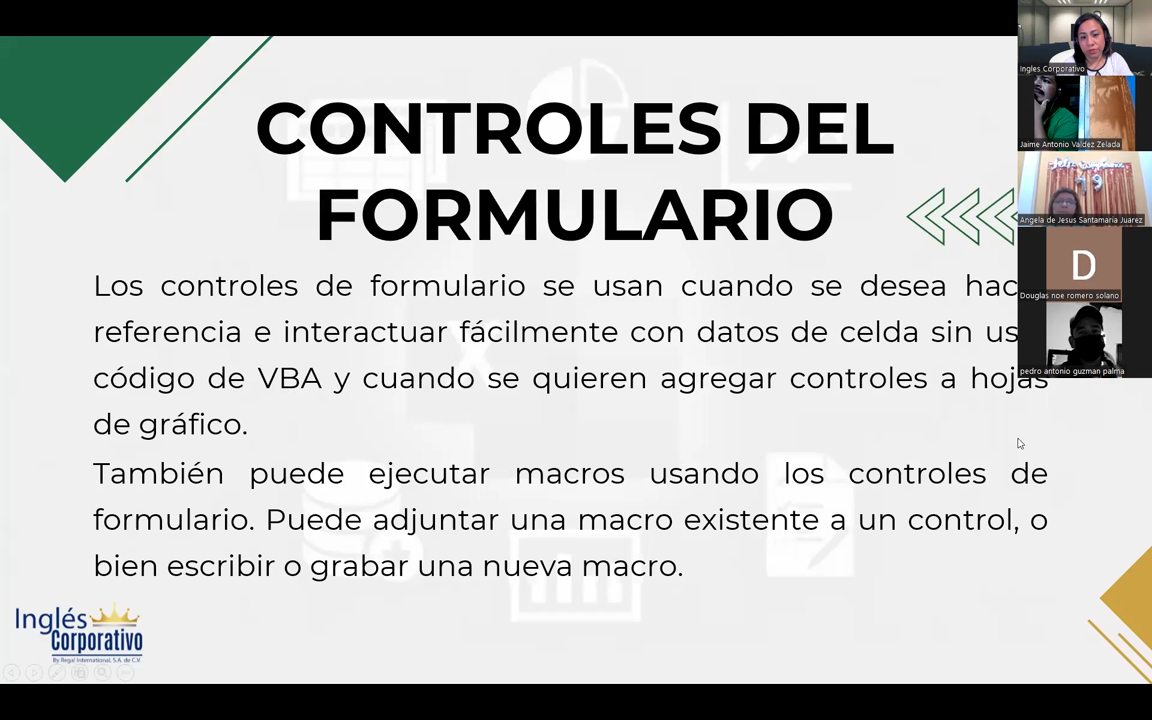 CONTROLES DEL
FORMULARIO
Los controles de formulario se usan cuando se desea hac
referencia e interactuar fácilmente con datos de celda sin us
código de VBA y cuando se quieren agregar controles a hojas
de gráfico.
También puede ejecutar macros usando los controles de
formulario. Puede adjuntar una macro existente a un control, o
bien escribir o grabar una nueva macro.
Inglés
Corporativo
By Regal International, S.A. de C.V.
Ingles Corporativo
Jaime Antonio Valdez Zelada
19
Angela de Jesus Santamaria Juarez
D
Douglas noe romero solano
pedro antonio guzman palma